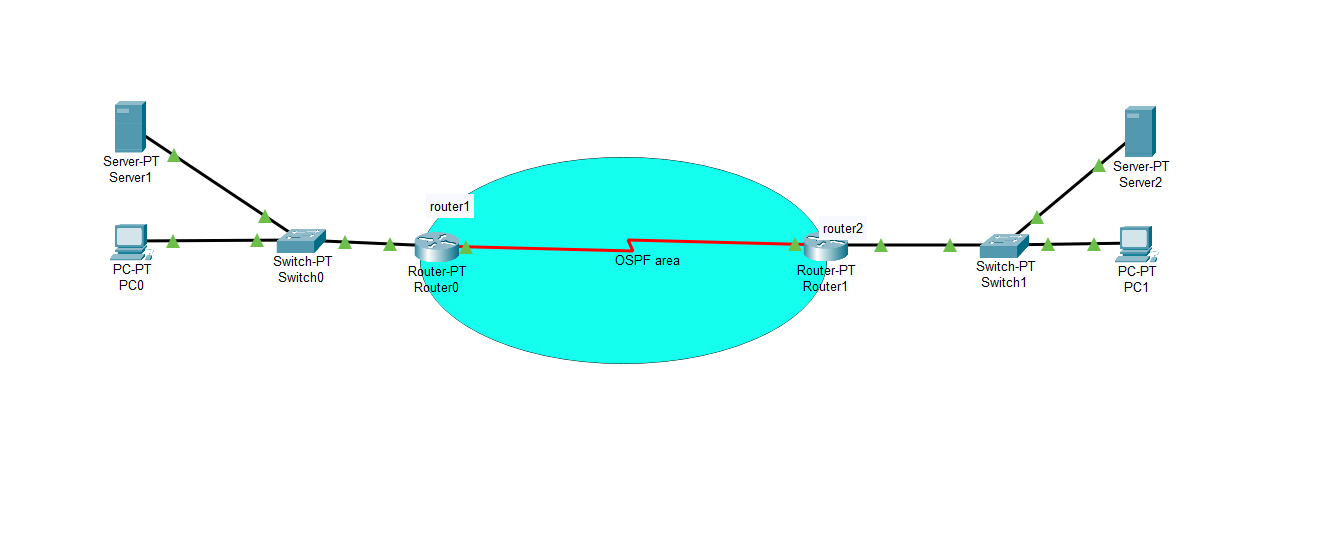 Server-PT
Server1
Server-PT
Server2
router1
router2
PC-PT
PC0
Switch-PT
Switch0
Router-PT
Router0
OSPF area
Router-PT
Router1
Switch-PT
Switch1
PC-PT
PC1